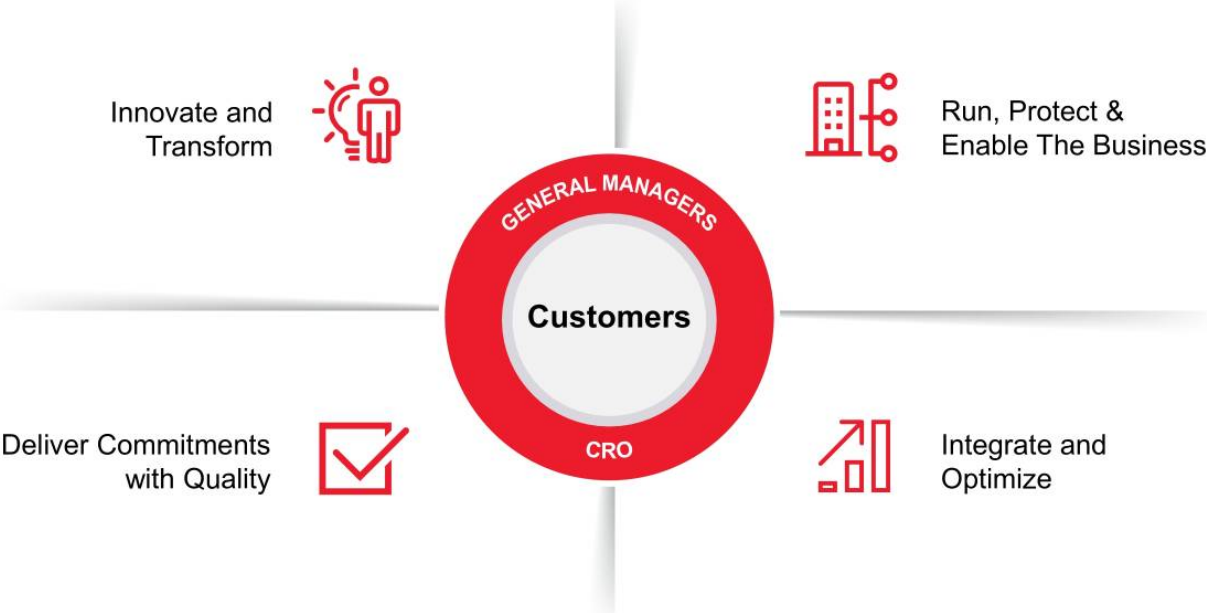 Innovate and
Transform
Run, Protect &
Enable The Business
GENERAL MANAGERS
Customers
CRO
Deliver Commitments
with Quality
Integrate and
Optimize